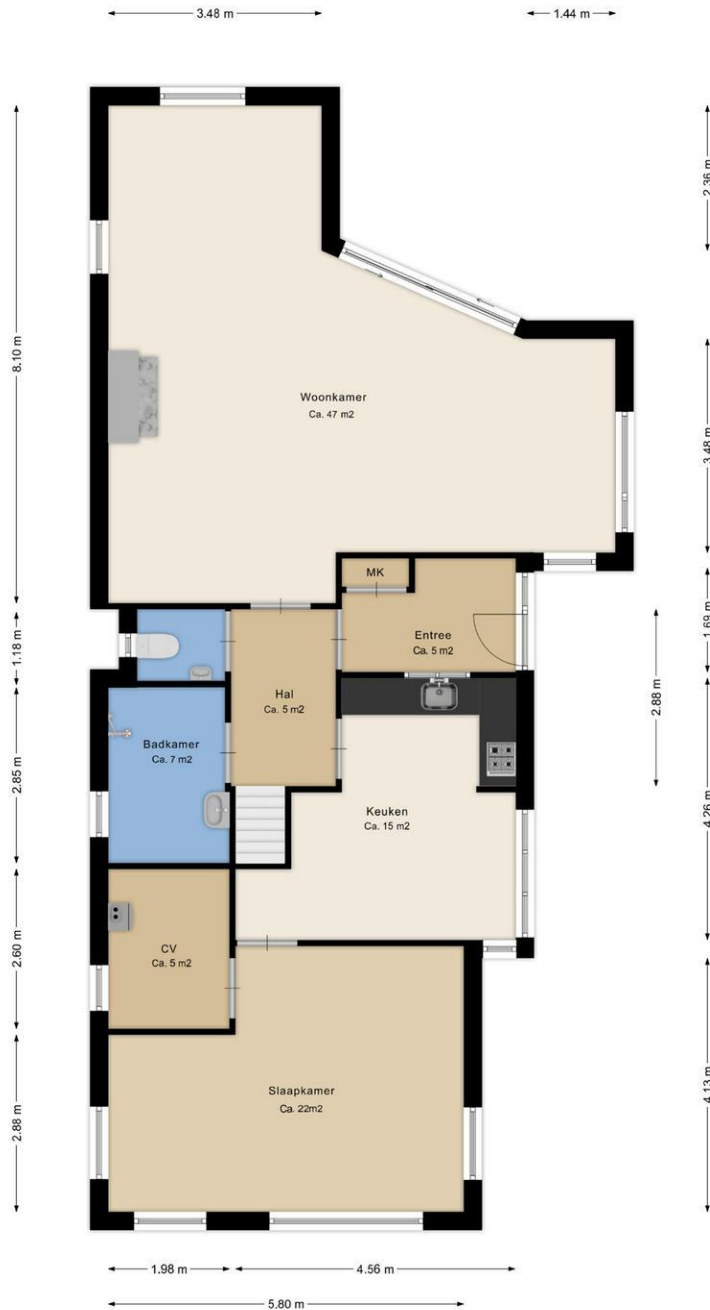 3.48 m
1.44 m
2.36 m
8.10 m
Woonkamer
Ca. 47 m2
3.48 m
MK
1.69 m
1.18 m
Entree
Ca. 5 m2
Hal
Ca. 5 m2
2.88 m
Badkamer
Ca. 7 m2
2.85 m
Keuken
Ca. 15 m2
4.26 m
CV
Ca. 5 m2
2.60 m
Slaapkamer
Ca. 22m2
4.13 m
2.88 m
1.98 m
4.56 m
5.80 m